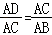 AD/AC = AC/AB